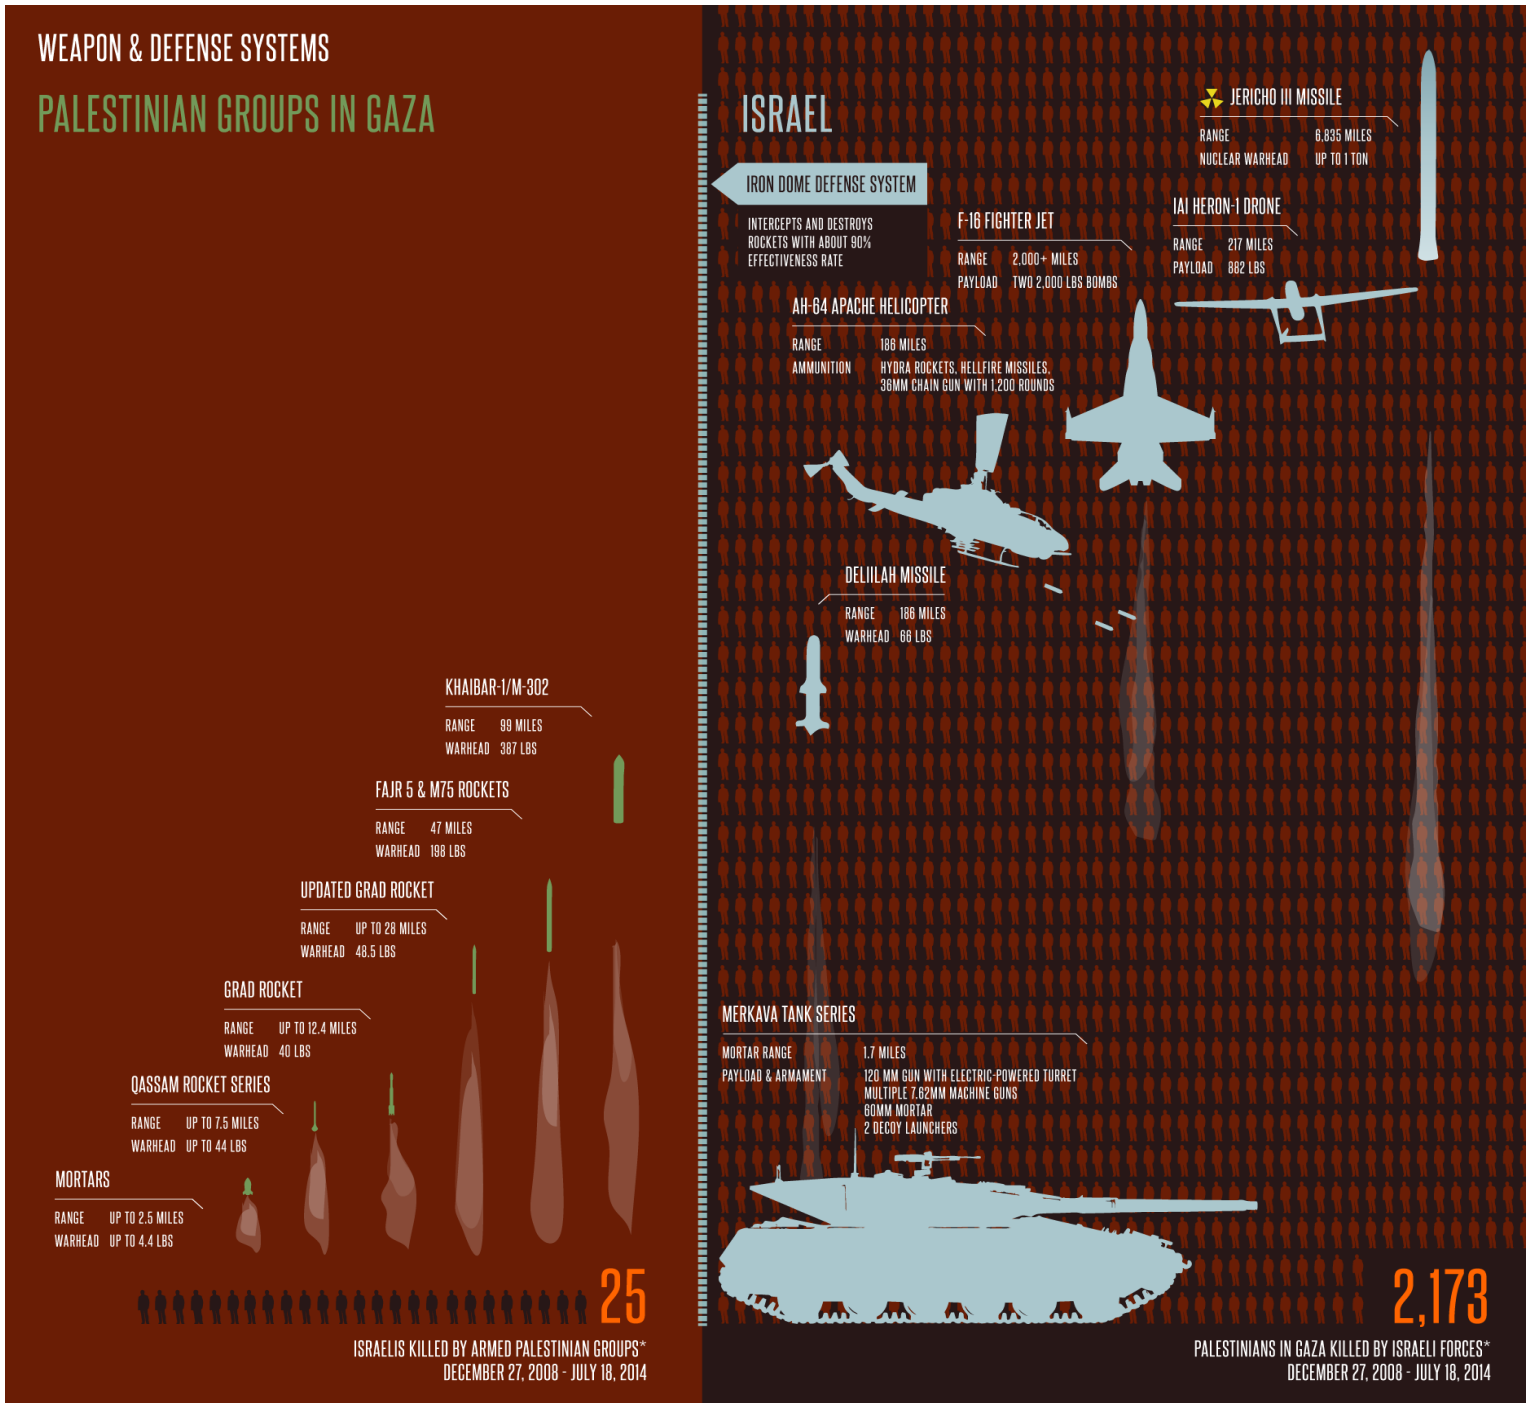 WEAPON & DEFENSE SYSTEMS
PALESTINIAN GROUPS IN GAZA
KHAIBAR-1/M-302
RANGE 99 MILES
WARHEAD 387 LBS
FAJR 5 & M75 ROCKETS
RANGE 47 MILES
WARHEAD 198 LBS
UPDATED GRAD ROCKET
RANGE UP TO 28 MILES
WARHEAD 48.5 LBS
GRAD ROCKET
RANGE UP TO 12.4 MILES
WARHEAD 40 LBS
QASSAM ROCKET SERIES
RANGE UP TO 7.5 MILES
WARHEAD UP TO 44 LBS
MORTARS
RANGE UP TO 2.5 MILES
WARHEAD UP TO 4.4 LBS
25
ISRAELIS KILLED BY ARMED PALESTINIAN GROUPS*
DECEMBER 27, 2008 - JULY 18, 2014
ISRAEL
IRON DOME DEFENSE SYSTEM
INTERCEPTS AND DESTROYS
ROCKETS WITH ABOUT 90%
EFFECTIVENESS RATE
JERICHO III MISSILE
RANGE 6,835 MILES
NUCLEAR WARHEAD UP TO 1 TON
IAI HERON-1 DRONE
RANGE 217 MILES
PAYLOAD 882 LBS
F-16 FIGHTER JET
RANGE 2,000+ MILES
PAYLOAD TWO 2,000 LBS BOMBS
AH-64 APACHE HELICOPTER
RANGE 186 MILES
AMMUNITION HYDRA ROCKETS, HELLFIRE MISSILES,
36MM CHAIN GUN WITH 1,200 ROUNDS
DELIILAH MISSILE
RANGE 186 MILES
WARHEAD 66 LBS
MERKAVA TANK SERIES
MORTAR RANGE 1.7 MILES
PAYLOAD & ARMAMENT 120 MM GUN WITH ELECTRIC-POWERED TURRET
MULTIPLE 7.62MM MACHINE GUNS
60MM MORTAR
2 DECOY LAUNCHERS
2,173
PALESTINIANS IN GAZA KILLED BY ISRAELI FORCES*
DECEMBER 27, 2008 - JULY 18, 2014